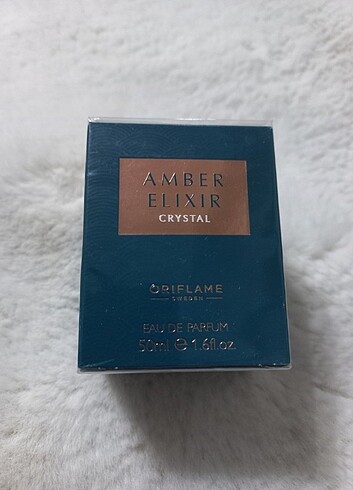 AMBER
ELIXIR
CRYSTAL
ORIFLAME
SWEDEN
EAU DE PARFUM
50ml ℮ 1.6fl.oz.